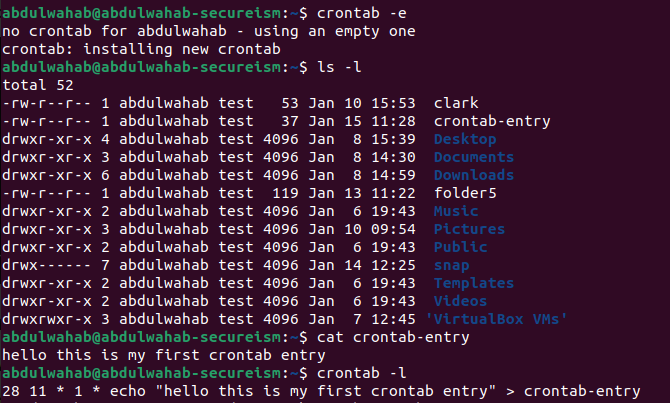 abdulwahab@abdulwahab-secureism:~$ crontab -e
no crontab for abdulwahab - using an empty one
crontab: installing new crontab
abdulwahab@abdulwahab-secureism:~$ ls -l
total 52
-rw-r--r-- 1 abdulwahab test   53 Jan 10 15:53  clark
-rw-r--r-- 1 abdulwahab test   37 Jan 15 11:28  crontab-entry
drwxr-xr-x 4 abdulwahab test 4096 Jan  8 15:39  Desktop
drwxr-xr-x 3 abdulwahab test 4096 Jan  8 14:30  Documents
drwxr-xr-x 6 abdulwahab test 4096 Jan  8 14:59  Downloads
-rw-r--r-- 1 abdulwahab test  119 Jan 13 11:22  folder5
drwxr-xr-x 2 abdulwahab test 4096 Jan  6 19:43  Music
drwxr-xr-x 3 abdulwahab test 4096 Jan 10 09:54  Pictures
drwxr-xr-x 2 abdulwahab test 4096 Jan  6 19:43  Public
drwx------ 7 abdulwahab test 4096 Jan 14 12:25  snap
drwxr-xr-x 2 abdulwahab test 4096 Jan  6 19:43  Templates
drwxr-xr-x 2 abdulwahab test 4096 Jan  6 19:43  Videos
drwxrwxr-x 3 abdulwahab test 4096 Jan  7 12:45 'VirtualBox VMs'
abdulwahab@abdulwahab-secureism:~$ cat crontab-entry
hello this is my first crontab entry
abdulwahab@abdulwahab-secureism:~$ crontab -l
28 11 * 1 * echo "hello this is my first crontab entry" > crontab-entry